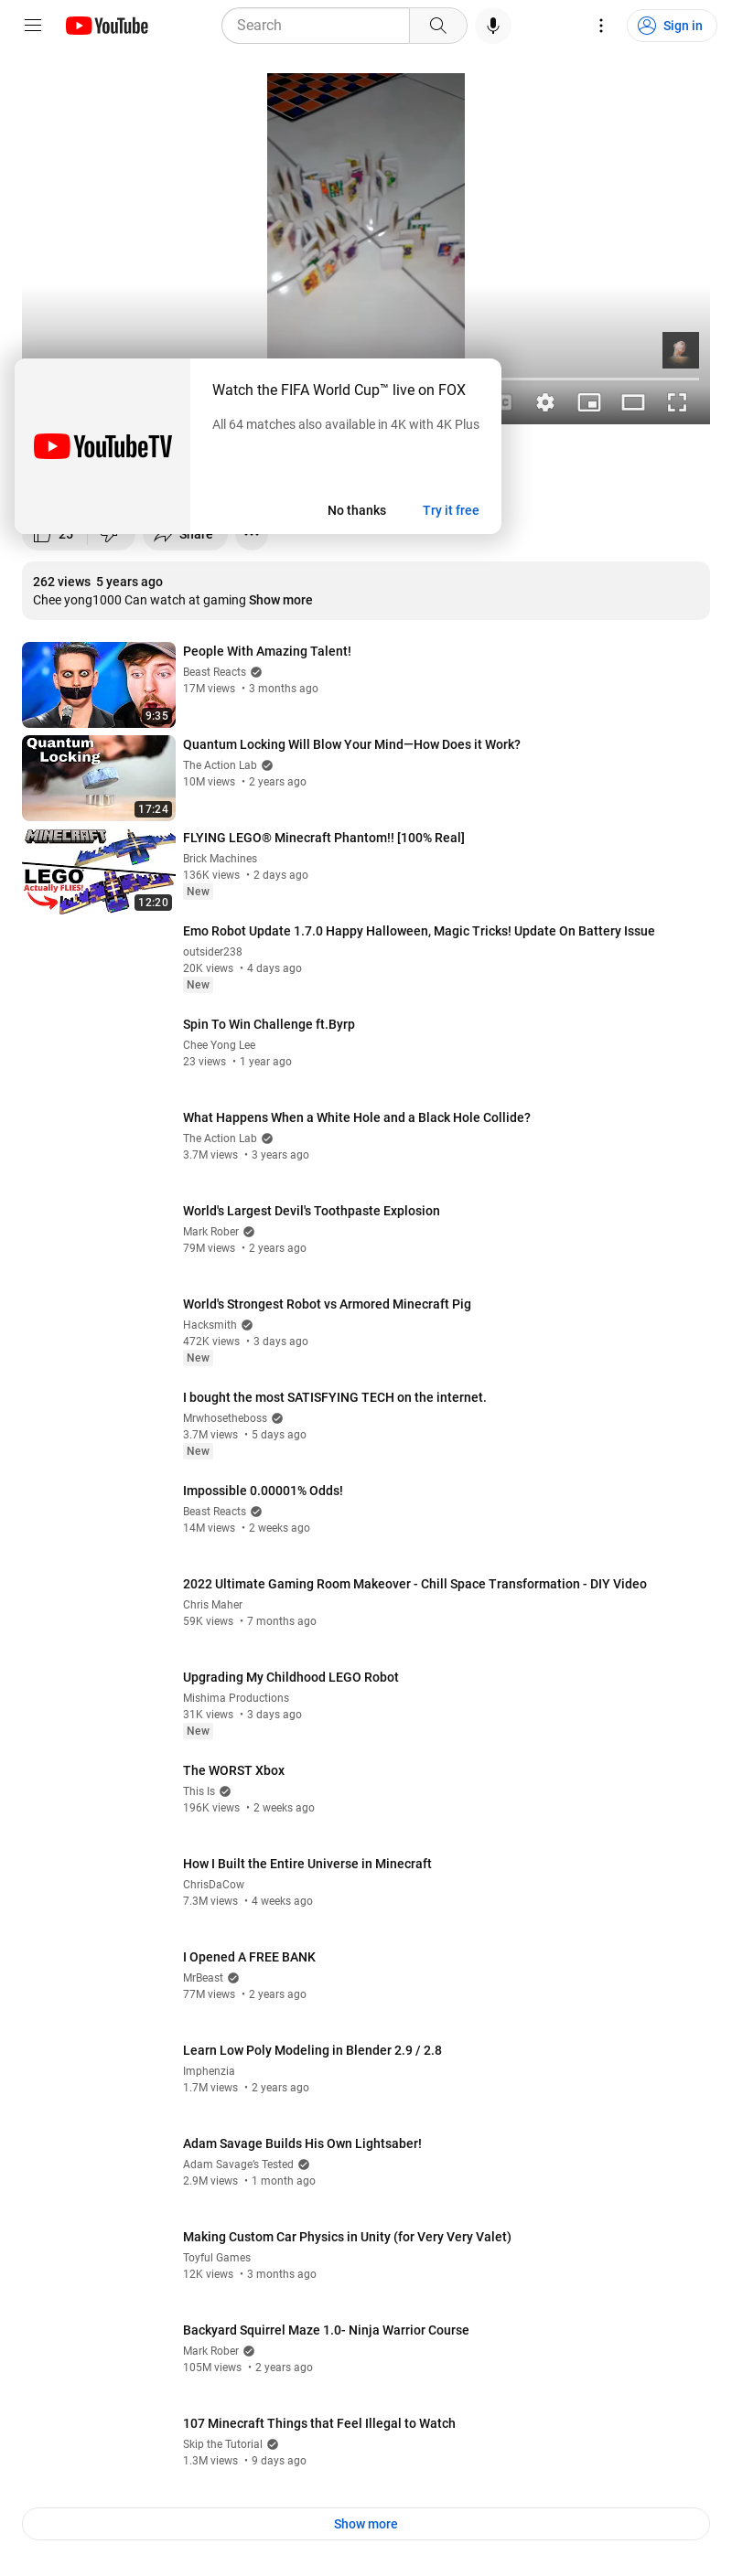 YouTube
Search
Sign in
Watch the FIFA World Cup™ live on FOX
All 64 matches also available in 4K with 4K Plus
YouTubeTV
No thanks
Try it free
25
Share
262 views 5 years ago
Chee yong1000 Can watch at gaming Show more
People With Amazing Talent!
Beast Reacts
17M views • 3 months ago
9:35
Quantum Locking
Quantum Locking Will Blow Your Mind—How Does it Work?
The Action Lab
10M views • 2 years ago
17:24
MINECRAFT
LEGO
Actually FLIES!
12:20
FLYING LEGO® Minecraft Phantom!! [100% Real]
Brick Machines
136K views • 2 days ago
New
Emo Robot Update 1.7.0 Happy Halloween, Magic Tricks! Update On Battery Issue
outsider238
20K views • 4 days ago
New
Spin To Win Challenge ft.Byrp
Chee Yong Lee
23 views • 1 year ago
What Happens When a White Hole and a Black Hole Collide?
The Action Lab
3.7M views • 3 years ago
World's Largest Devil's Toothpaste Explosion
Mark Rober
79M views • 2 years ago
World's Strongest Robot vs Armored Minecraft Pig
Hacksmith
472K views • 3 days ago
New
I bought the most SATISFYING TECH on the internet.
Mrwhosetheboss
3.7M views • 5 days ago
New
Impossible 0.00001% Odds!
Beast Reacts
14M views • 2 weeks ago
2022 Ultimate Gaming Room Makeover - Chill Space Transformation - DIY Video
Chris Maher
59K views • 7 months ago
Upgrading My Childhood LEGO Robot
Mishima Productions
31K views • 3 days ago
New
The WORST Xbox
This Is
196K views • 2 weeks ago
How I Built the Entire Universe in Minecraft
ChrisDaCow
7.3M views • 4 weeks ago
I Opened A FREE BANK
MrBeast
77M views • 2 years ago
Learn Low Poly Modeling in Blender 2.9 / 2.8
Imphenzia
1.7M views • 2 years ago
Adam Savage Builds His Own Lightsaber!
Adam Savage's Tested
2.9M views • 1 month ago
Making Custom Car Physics in Unity (for Very Very Valet)
Toyful Games
12K views • 3 months ago
Backyard Squirrel Maze 1.0- Ninja Warrior Course
Mark Rober
105M views • 2 years ago
107 Minecraft Things that Feel Illegal to Watch
Skip the Tutorial
1.3M views • 9 days ago
Show more